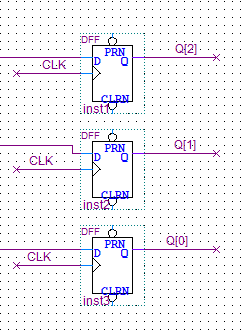 DFF
Q[2]
PRN
CLK
D
Q
CLRN
inst1
DFF
Q[1]
PRN
CLK
D
Q
CLRN
inst2
DFF
Q[0]
PRN
CLK
D
Q
CLRN
inst3